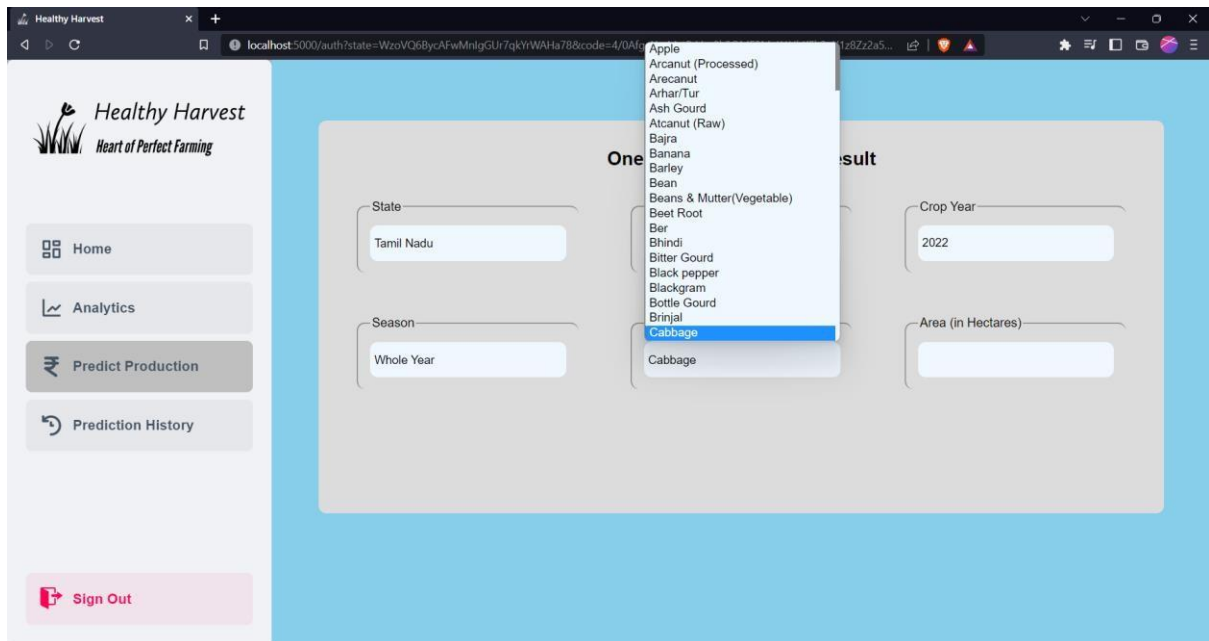 Healthy Harvest
localhost:5000/auth?state=WzoVQ6BycAFwMnlgGUr7qkYrWAHa78&code=4/0Afg 1z8Zz2a5...
Healthy Harvest
Heart of Perfect Farming
Home
Analytics
Predict Production
Prediction History
Sign Out
One sult
State
Tamil Nadu
Crop Year
2022
Season
Whole Year
Cabbage
Area (in Hectares)
Apple
Arcanut (Processed)
Arecanut
Arhar/Tur
Ash Gourd
Atcanut (Raw)
Bajra
Banana
Barley
Bean
Beans & Mutter(Vegetable)
Beet Root
Ber
Bhindi
Bitter Gourd
Black pepper
Blackgram
Bottle Gourd
Brinjal
Cabbage